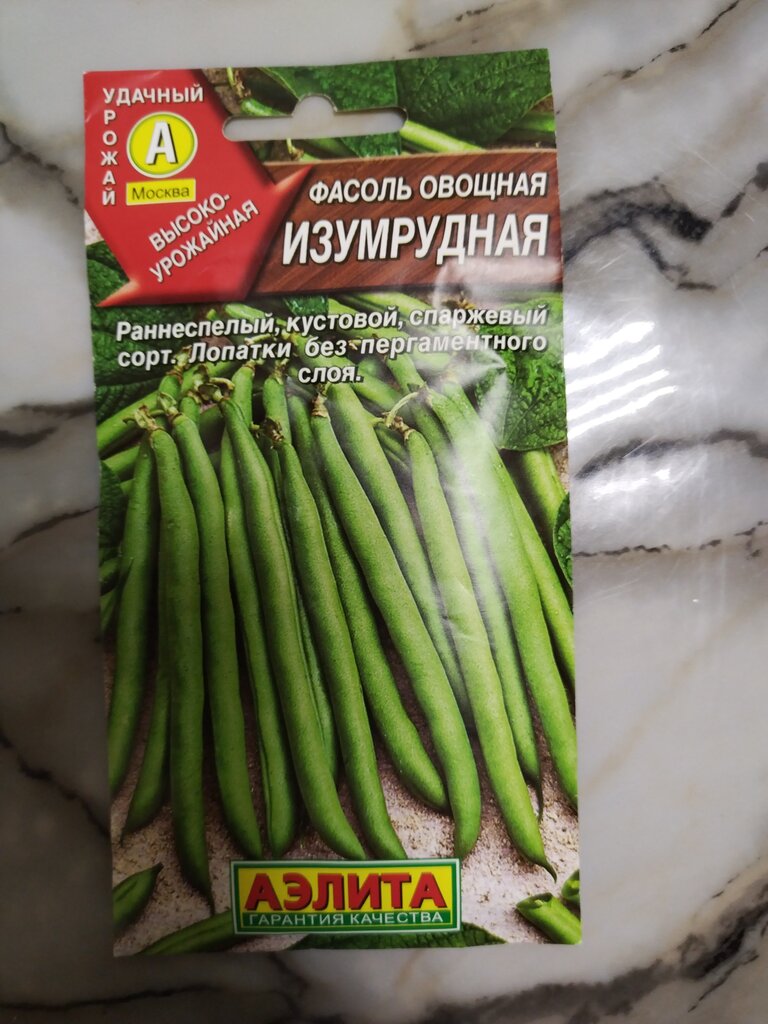 УДАЧНЫЙ
УРОЖАЙ
А
Москва
ВЫСОКО-
УРОЖАЙНАЯ
ФАСОЛЬ ОВОЩНАЯ
ИЗУМРУДНАЯ
Раннеспелый, кустовой, спаржевый
сорт. Лопатки без пергаментного
слоя.
АЭЛИТА
ГАРАНТИЯ КАЧЕСТВА